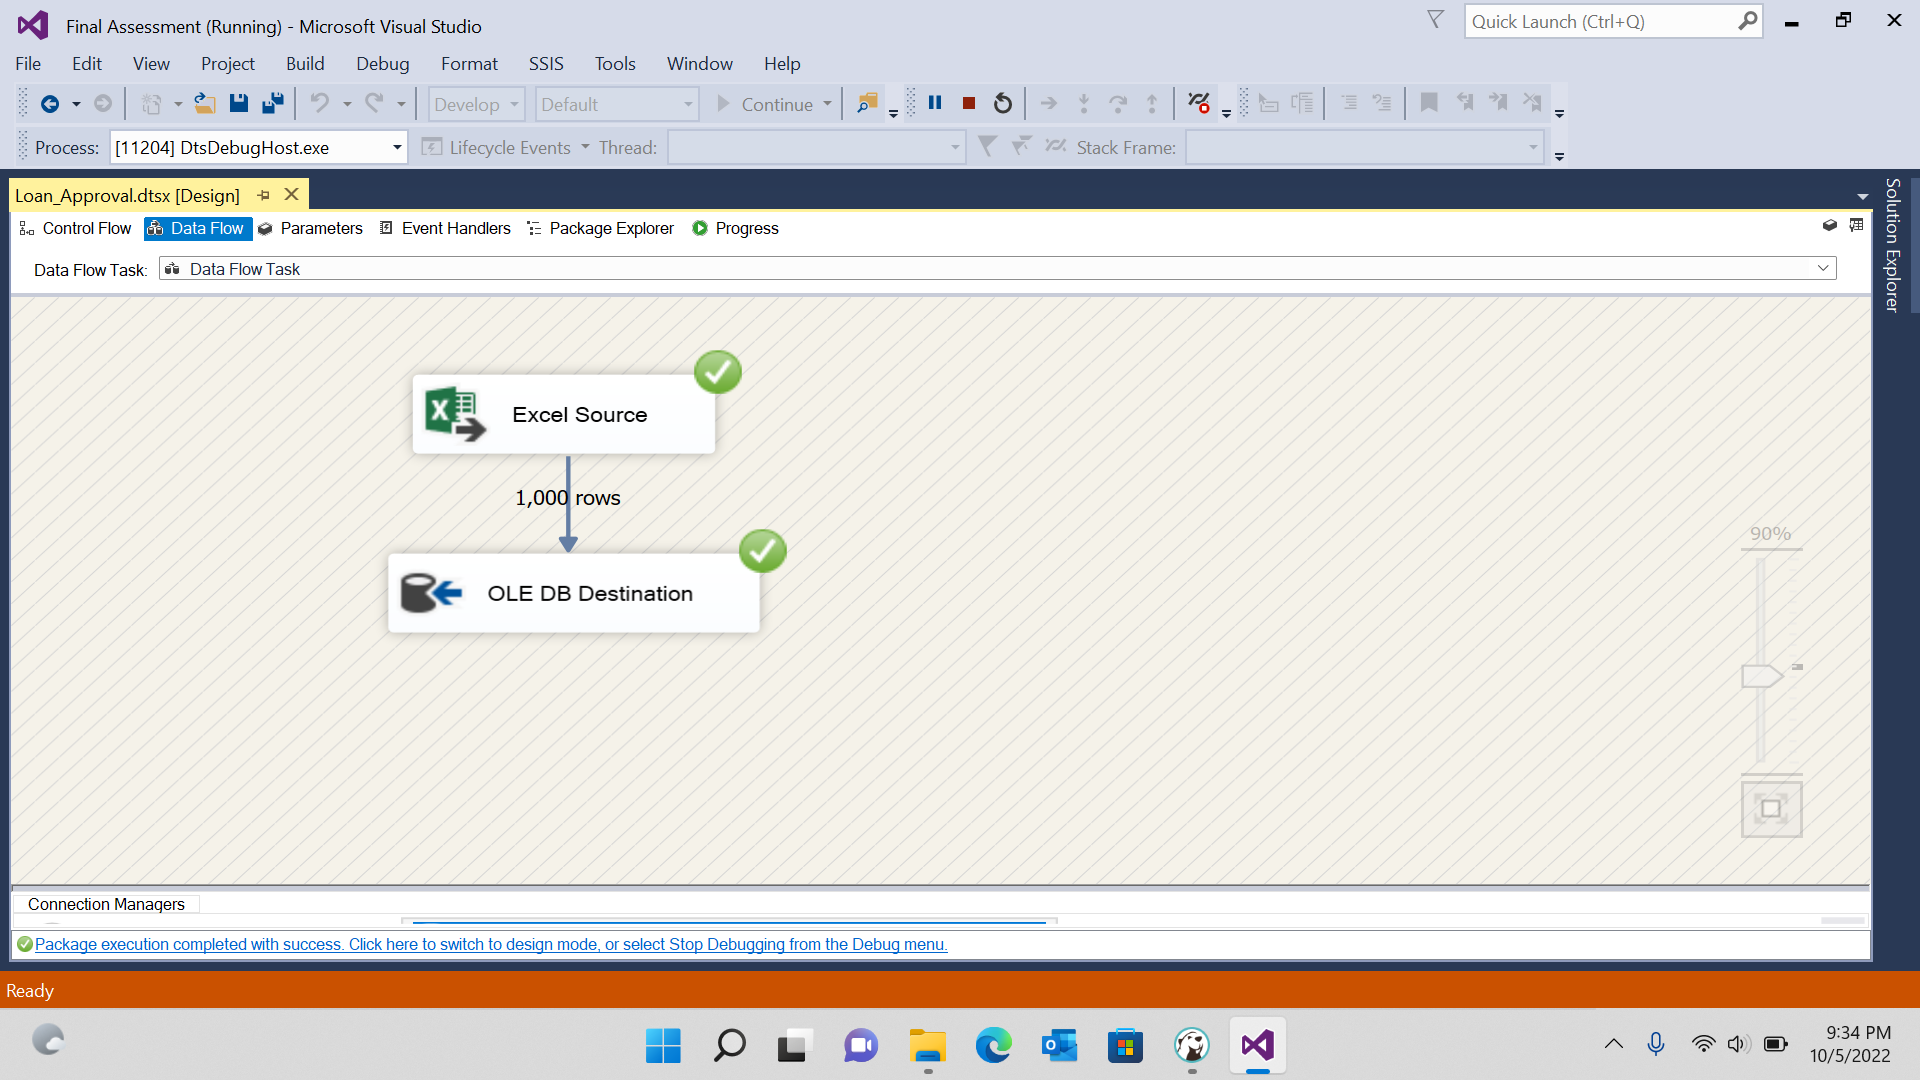 Final Assessment (Running) - Microsoft Visual Studio
Quick Launch (Ctrl+Q)
File Edit View Project Build Debug Format SSIS Tools Window Help
Develop Default Continue
Process: [11204] DtsDebugHost.exe Lifecycle Events Thread: Stack Frame:
Loan_Approval.dtsx [Design]
Solution Explorer
Control Flow Data Flow Parameters Event Handlers Package Explorer Progress
Data Flow Task: Data Flow Task
Excel Source
1,000 rows
OLE DB Destination
90%
Connection Managers
Package execution completed with success. Click here to switch to design mode, or select Stop Debugging from the Debug menu.
Ready
9:34 PM
10/5/2022